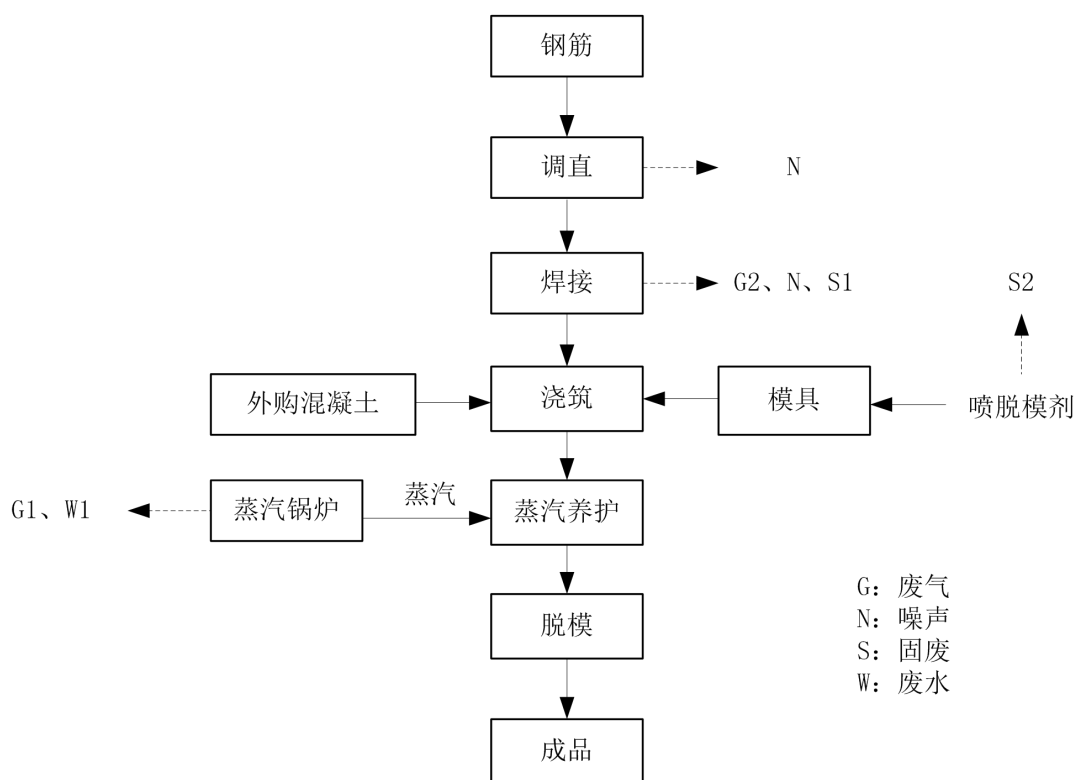 钢筋
调直
N
焊接
G2、N、S1
S2
外购混凝土
浇筑
模具
喷脱模剂
G1、W1
蒸汽锅炉
蒸汽
蒸汽养护
脱模
G：废气
N：噪声
S：固废
W：废水
成品